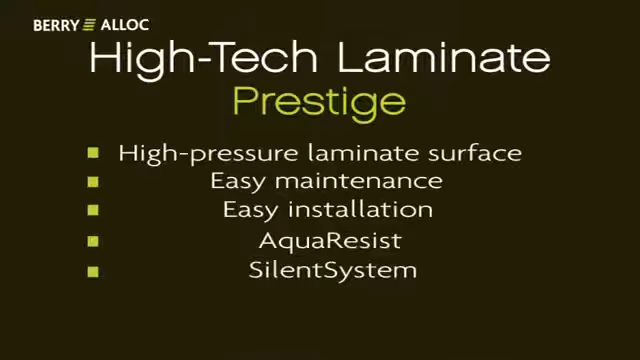 BERRY ALLOC
High-Tech Laminate
Prestige
High-pressure laminate surface
Easy maintenance
Easy installation
AquaResist
SilentSystem